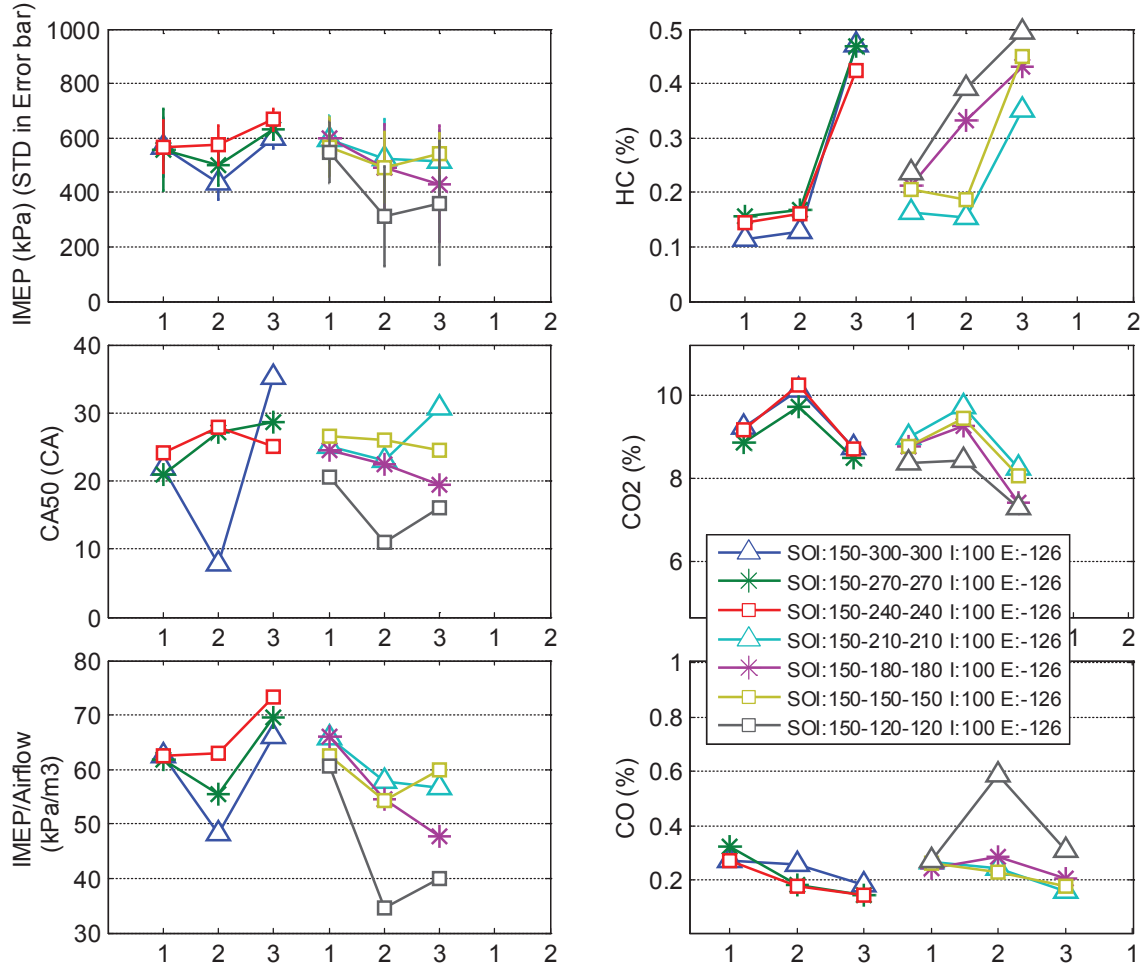 IMEP (kPa) (STD in Error bar)
1000
800
600
400
200
0
1 2 3 1 2 3 1 2
HC (%)
0.5
0.4
0.3
0.2
0.1
0
1 2 3 1 2 3 1 2
CA50 (CA)
40
30
20
10
0
1 2 3 1 2 3 1 2
CO2 (%)
10
8
6
1 2 3 1 2 3 1 2
SOI:150-300-300 I:100 E:-126
SOI:150-270-270 I:100 E:-126
SOI:150-240-240 I:100 E:-126
SOI:150-210-210 I:100 E:-126
SOI:150-180-180 I:100 E:-126
SOI:150-150-150 I:100 E:-126
SOI:150-120-120 I:100 E:-126
IMEP/Airflow
(kPa/m3)
80
70
60
50
40
30
1 2 3 1 2 3 1 2
CO (%)
1
0.8
0.6
0.4
0.2
1 2 3 1 2 3 1